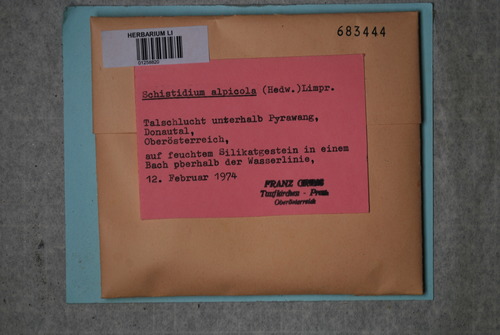 HERBARIUM LI
683444
Schistidium alpicola (Hedw.)Limpr.
Talschlucht unterhalb Pyrawang,
Donautal,
Oberösterreich,
auf feuchtem Silikatgestein in einem
Bach pberhalb der Wasserlinie,
12. Februar 1974
FRANZ
Taufkirchen - Pram
Oberösterreich